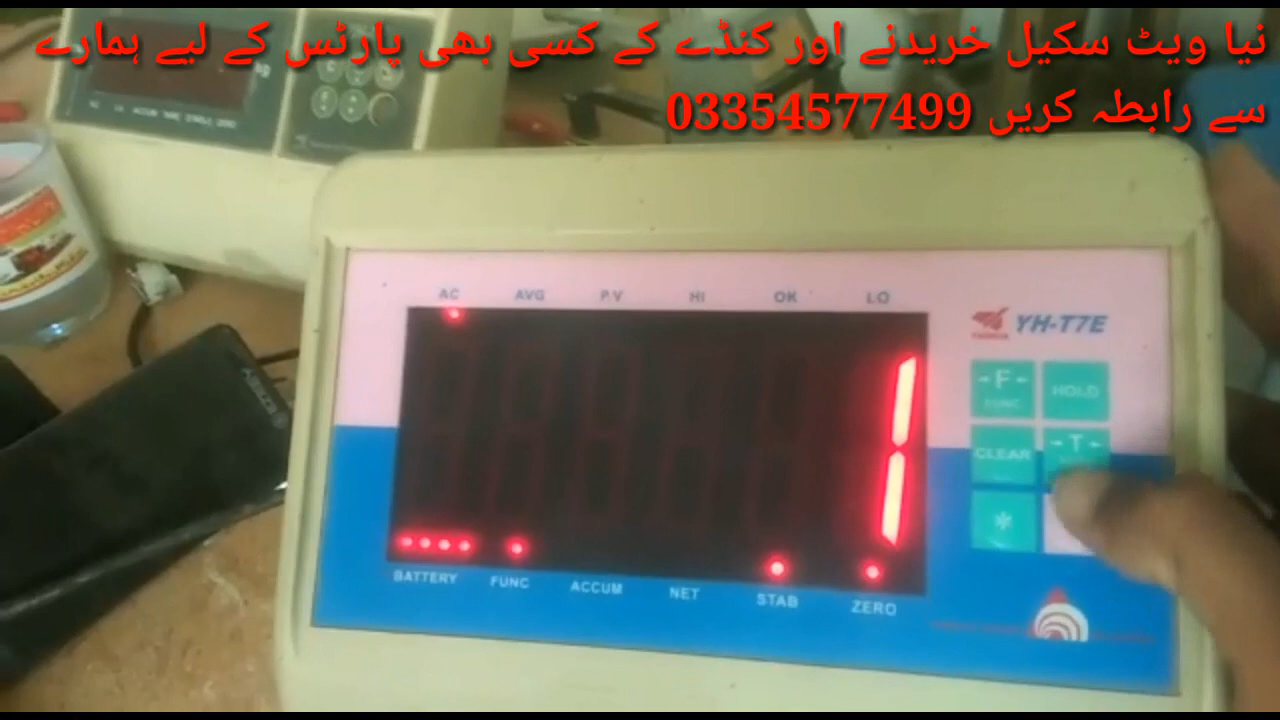 نیا ویٹ سکیل خریدنے اور کنڈے کے کسی بھی پارٹس کے لیے ہمارے
سے رابطہ کریں 03354577499
AC AVG P.V HI OK LO
YH-T7E
1
F HOLD
FUNC
CLEAR T
*
BATTERY FUNC ACCUM NET STAB ZERO